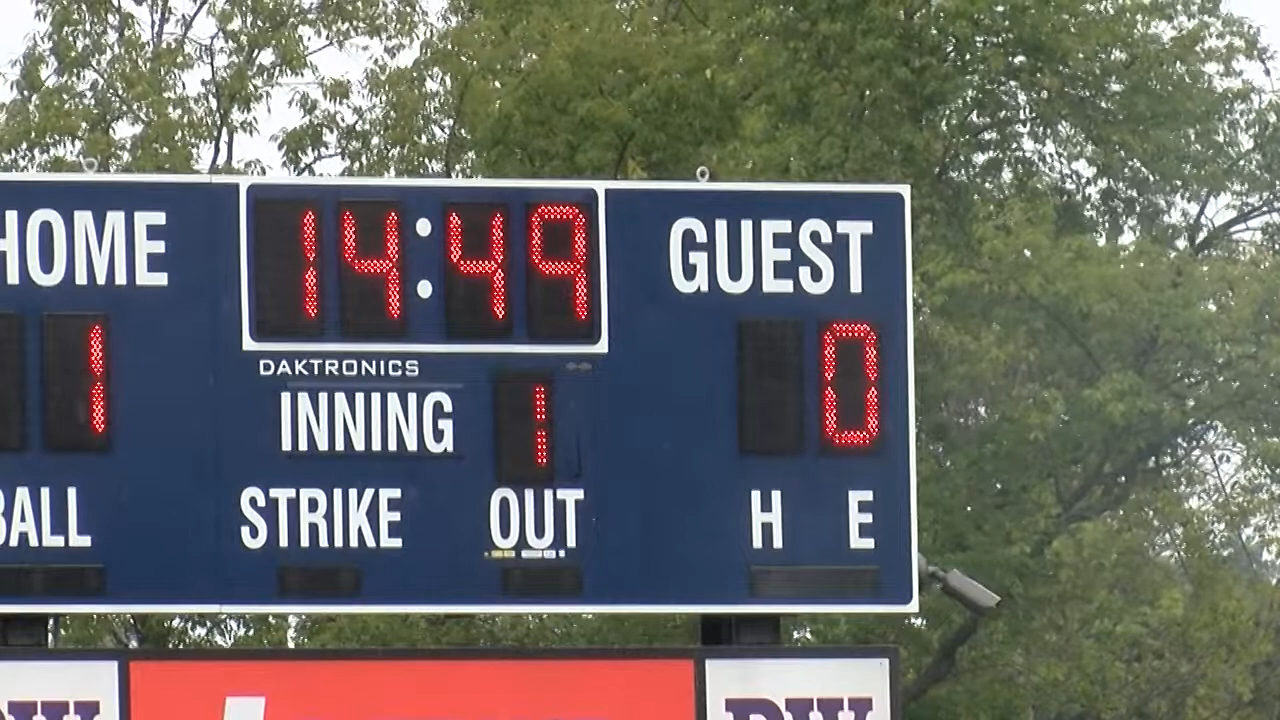 HOME 14:49 GUEST
1 0
DAKTRONICS
INNING 1
BALL STRIKE OUT H E